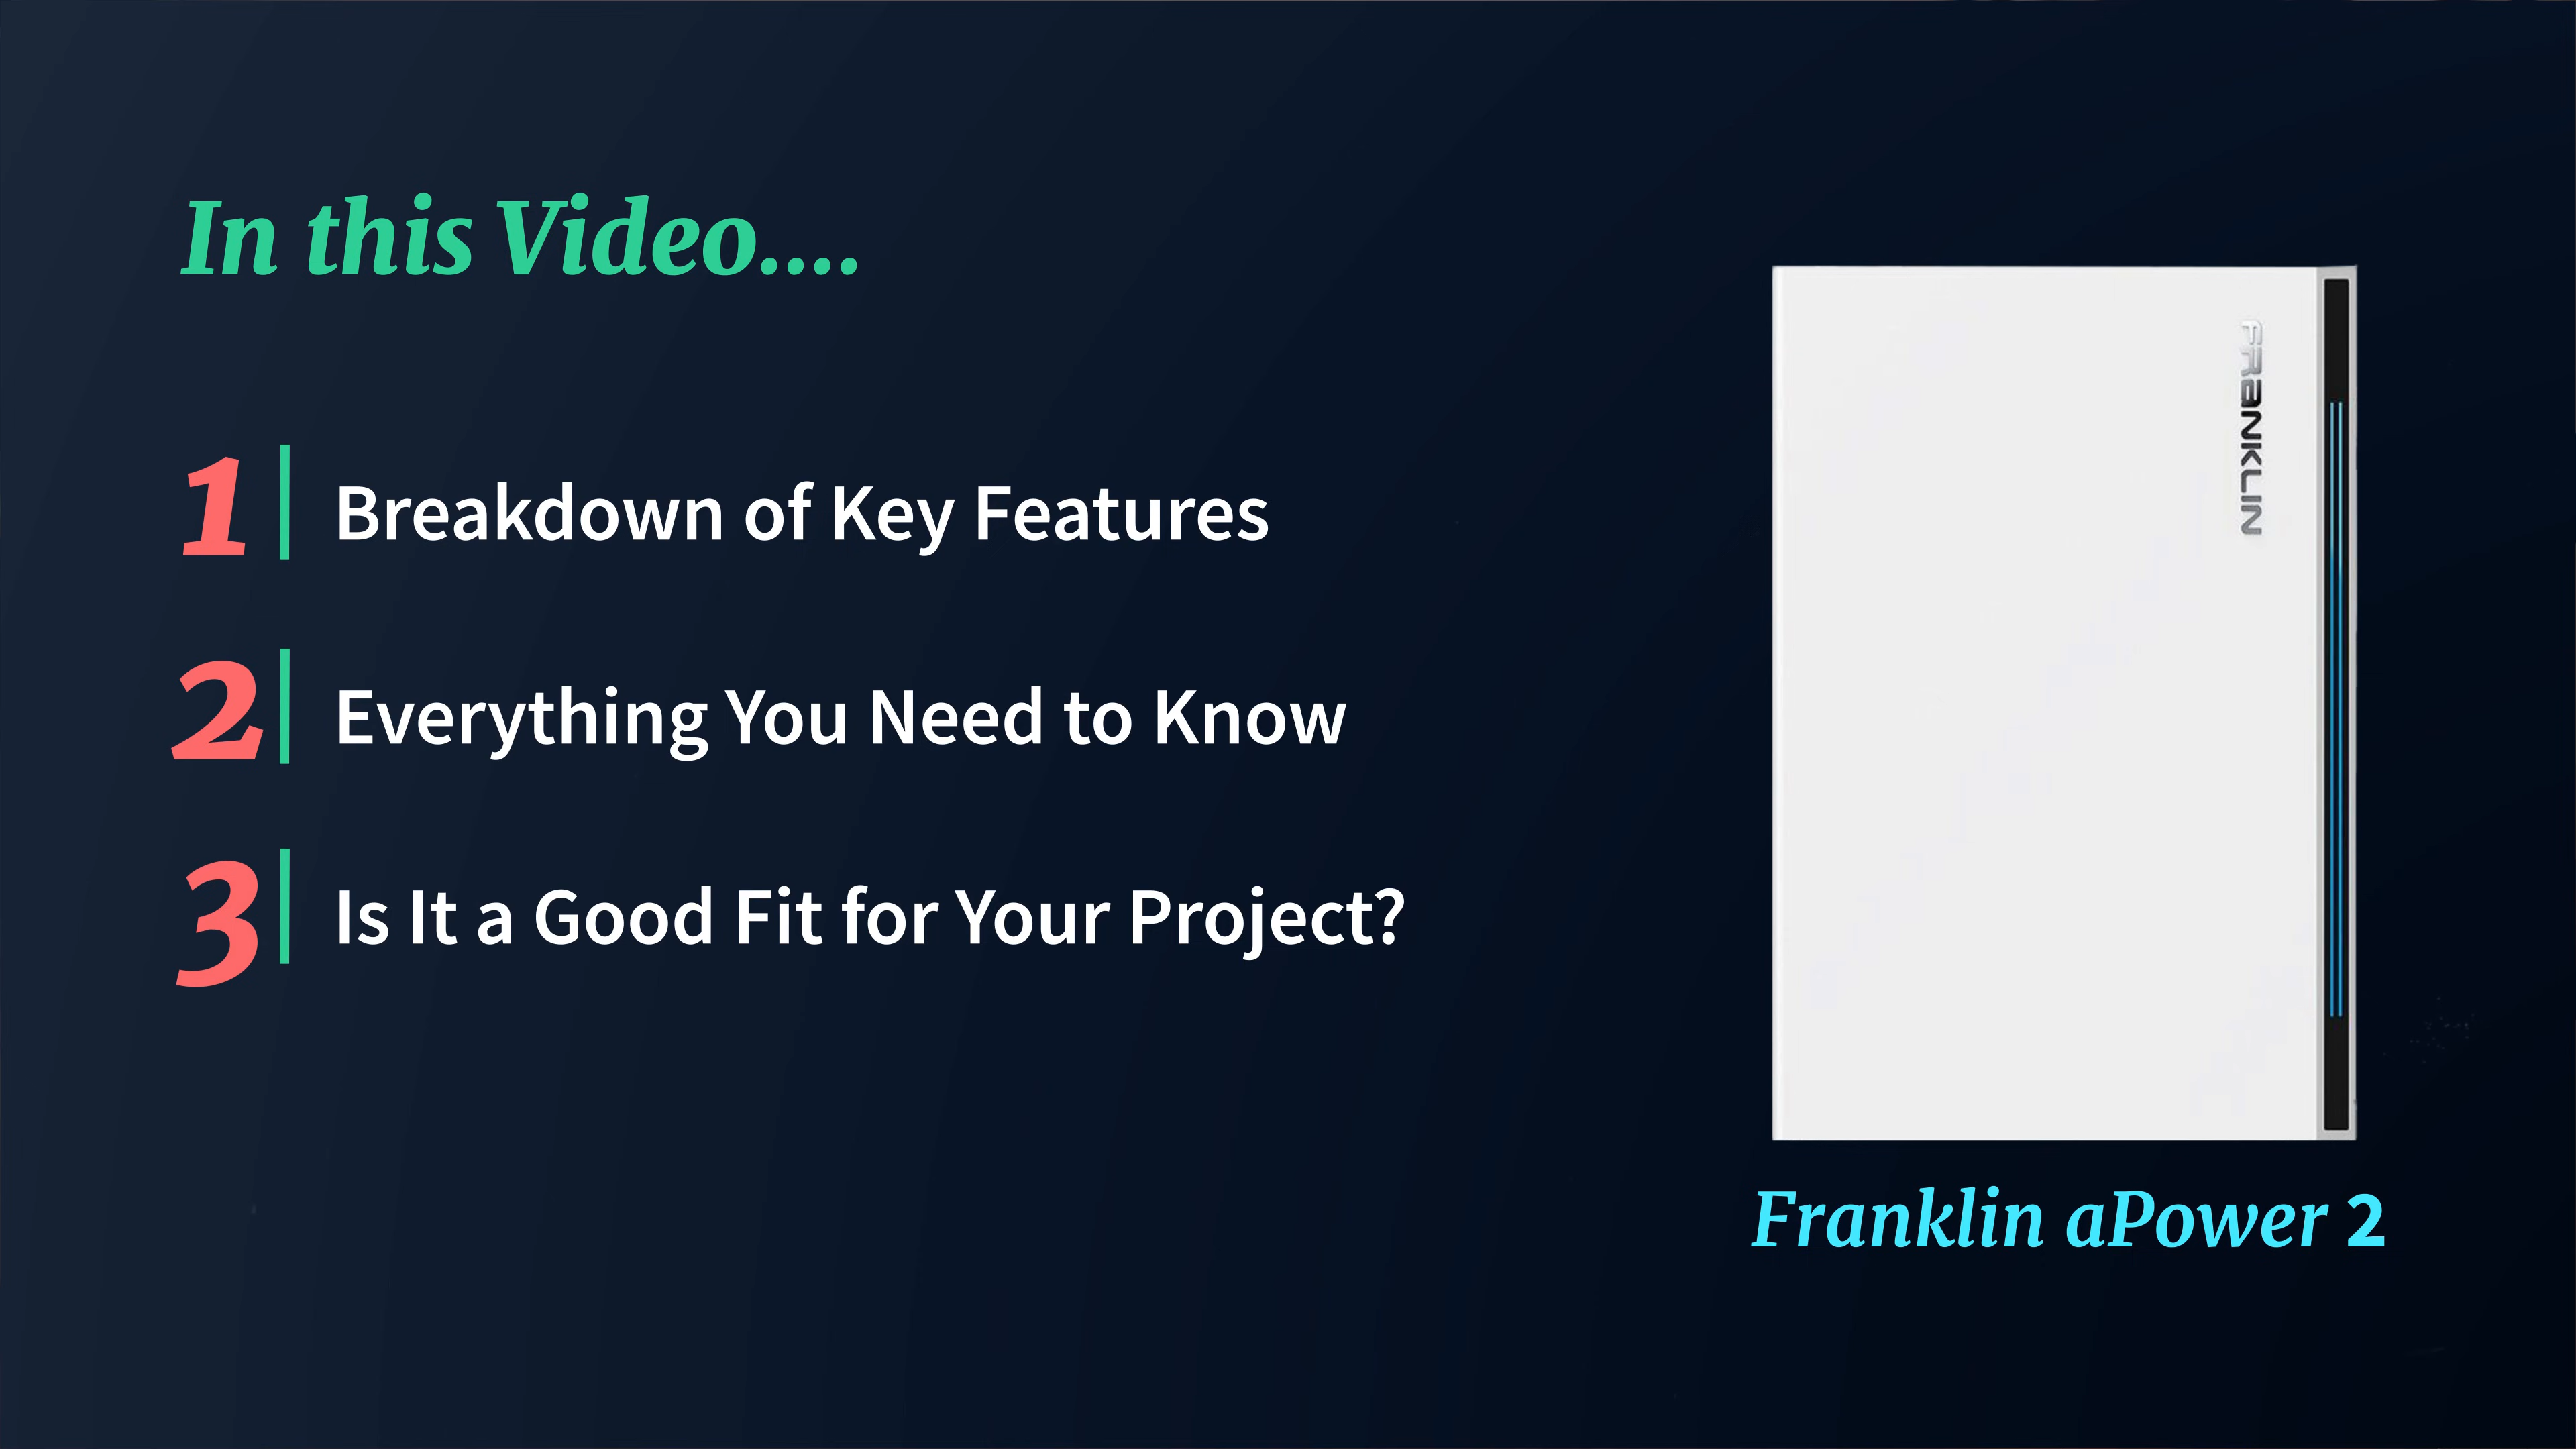 In this Video....
1 Breakdown of Key Features
2 Everything You Need to Know
3 Is It a Good Fit for Your Project?
FRANKLIN
Franklin aPower 2